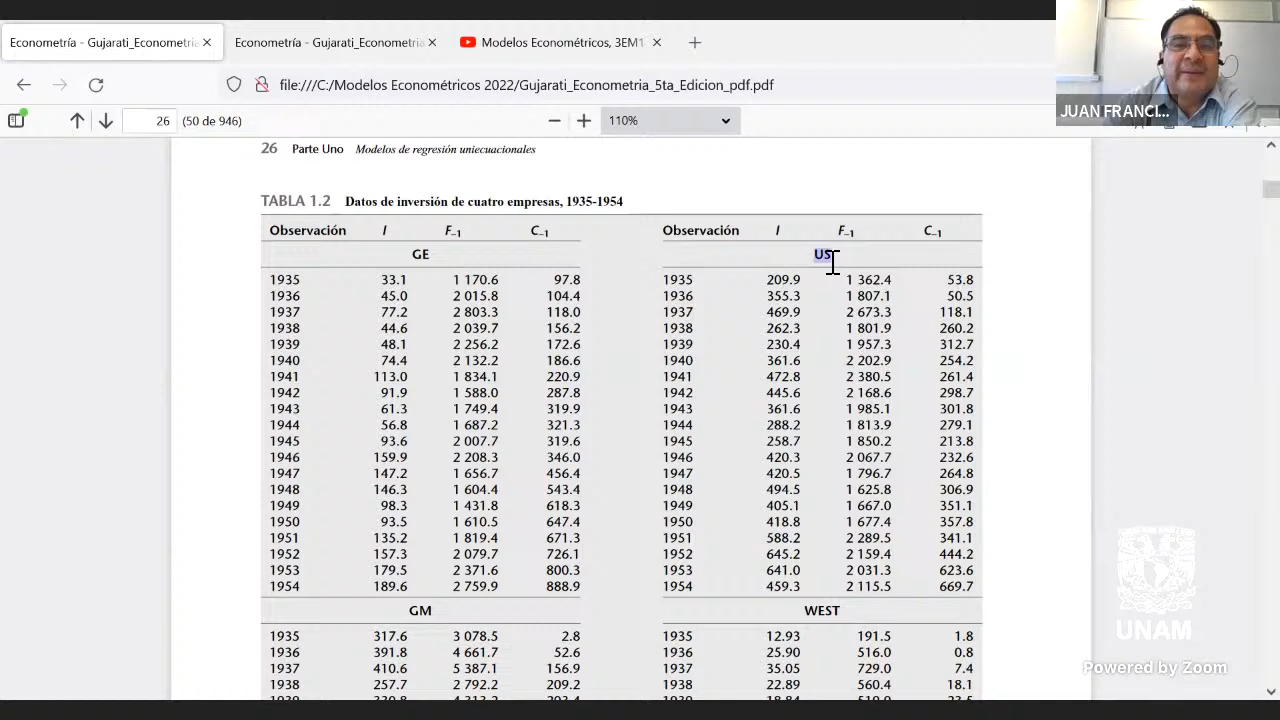 Econometría - Gujarati_Econometria
Econometría - Gujarati_Econometria
Modelos Econométricos, 3EM1
file:///C:/Modelos Econométricos 2022/Gujarati_Econometria_5ta_Edicion_pdf.pdf
JUAN FRANCI...
26 (50 de 946)
110%
26 Parte Uno Modelos de regresión uniecuacionales
TABLA 1.2 Datos de inversión de cuatro empresas, 1935-1954
Observación I F−1 C−1 Observación I F−1 C−1
GE US
1935 33.1 1 170.6 97.8 1935 209.9 1 362.4 53.8
1936 45.0 2 015.8 104.4 1936 355.3 1 807.1 50.5
1937 77.2 2 803.3 118.0 1937 469.9 2 673.3 118.1
1938 44.6 2 039.7 156.2 1938 262.3 1 801.9 260.2
1939 48.1 2 256.2 172.6 1939 230.4 1 957.3 312.7
1940 74.4 2 132.2 186.6 1940 361.6 2 202.9 254.2
1941 113.0 1 834.1 220.9 1941 472.8 2 380.5 261.4
1942 91.9 1 588.0 287.8 1942 445.6 2 168.6 298.7
1943 61.3 1 749.4 319.9 1943 361.6 1 985.1 301.8
1944 56.8 1 687.2 321.3 1944 288.2 1 813.9 279.1
1945 93.6 2 007.7 319.6 1945 258.7 1 850.2 213.8
1946 159.9 2 208.3 346.0 1946 420.3 2 067.7 232.6
1947 147.2 1 656.7 456.4 1947 420.5 1 796.7 264.8
1948 146.3 1 604.4 543.4 1948 494.5 1 625.8 306.9
1949 98.3 1 431.8 618.3 1949 405.1 1 667.0 351.1
1950 93.5 1 610.5 647.4 1950 418.8 1 677.4 357.8
1951 135.2 1 819.4 671.3 1951 588.2 2 289.5 341.1
1952 157.3 2 079.7 726.1 1952 645.2 2 159.4 444.2
1953 179.5 2 371.6 800.3 1953 641.0 2 031.3 623.6
1954 189.6 2 759.9 888.9 1954 459.3 2 115.5 669.7
GM WEST
1935 317.6 3 078.5 2.8 1935 12.93 191.5 1.8
1936 391.8 4 661.7 52.6 1936 25.90 516.0 0.8
1937 410.6 5 387.1 156.9 1937 35.05 729.0 7.4
1938 257.7 2 792.2 209.2 1938 22.89 560.4 18.1
UNAM
Powered by Zoom